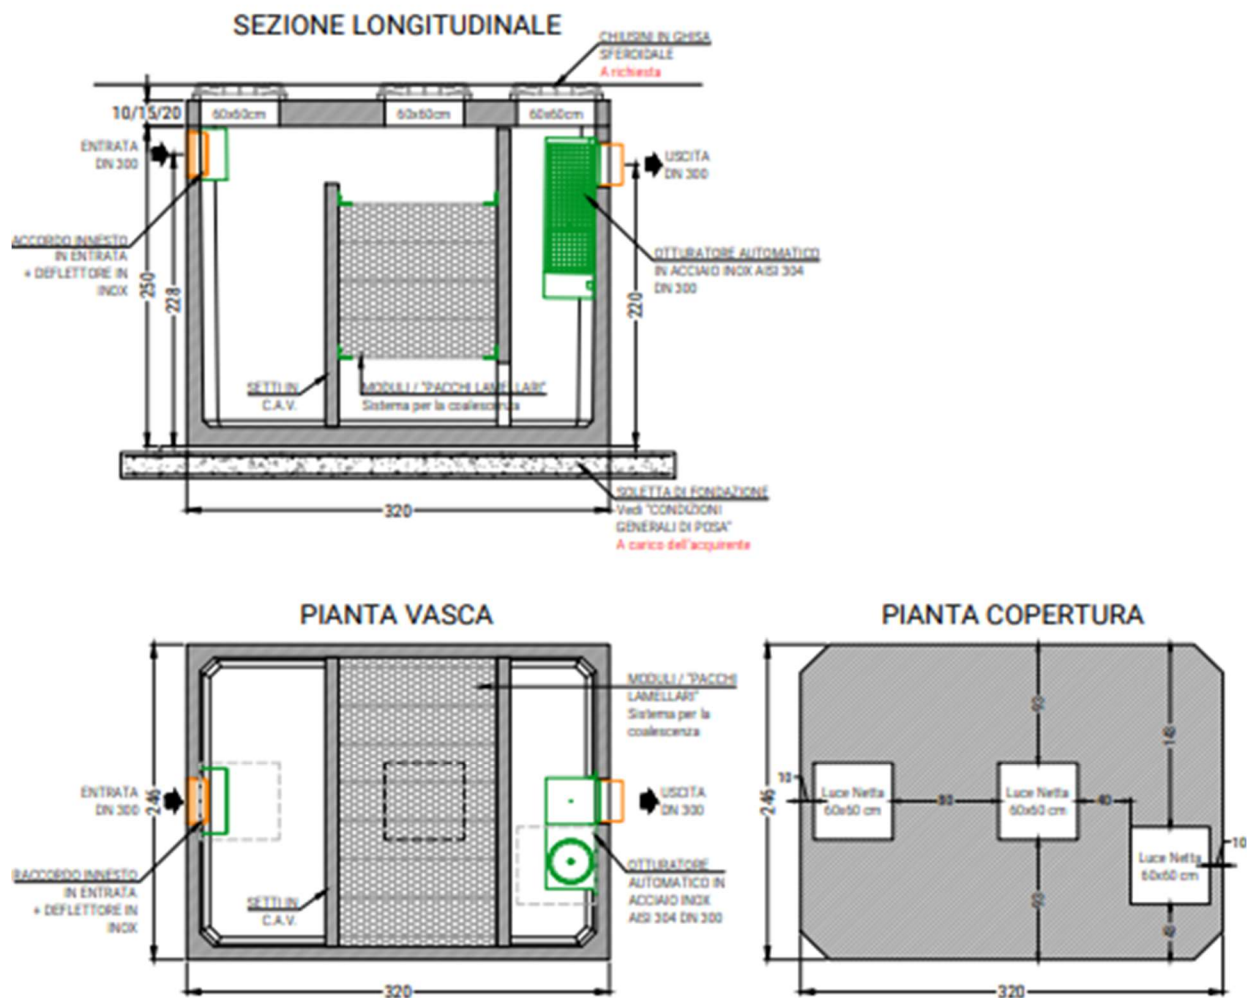 SEZIONE LONGITUDINALE
CHIUSINI IN GHISA
SFEROIDALE
A richiesta
60x60cm
60x60cm
60x60cm
10/15/20
ENTRATA
DN 300
USCITA
DN 300
ACCORDO INNESTO
IN ENTRATA
+ DEFLETTORE IN
INOX
250
228
220
OTTURATORE AUTOMATICO
IN ACCIAIO INOX AISI 304
DN 300
SETTI IN
C.A.V.
MODULI / "PACCHI LAMELLARI"
Sistema per la coalescenza
320
SOLETTA DI FONDAZIONE
Vedi "CONDIZIONI
GENERALI DI POSA"
A carico dell'acquirente
PIANTA VASCA
MODULI / "PACCHI
LAMELLARI"
Sistema per la
coalescenza
ENTRATA
DN 300
246
USCITA
DN 300
RACCORDO INNESTO
IN ENTRATA
+ DEFLETTORE IN
INOX
SETTI IN
C.A.V.
OTTURATORE
AUTOMATICO IN
ACCIAIO INOX
AISI 304 DN 300
320
PIANTA COPERTURA
93
10
Luce Netta
60x60 cm
80
Luce Netta
60x60 cm
40
10
Luce Netta
60x60 cm
246
93
320